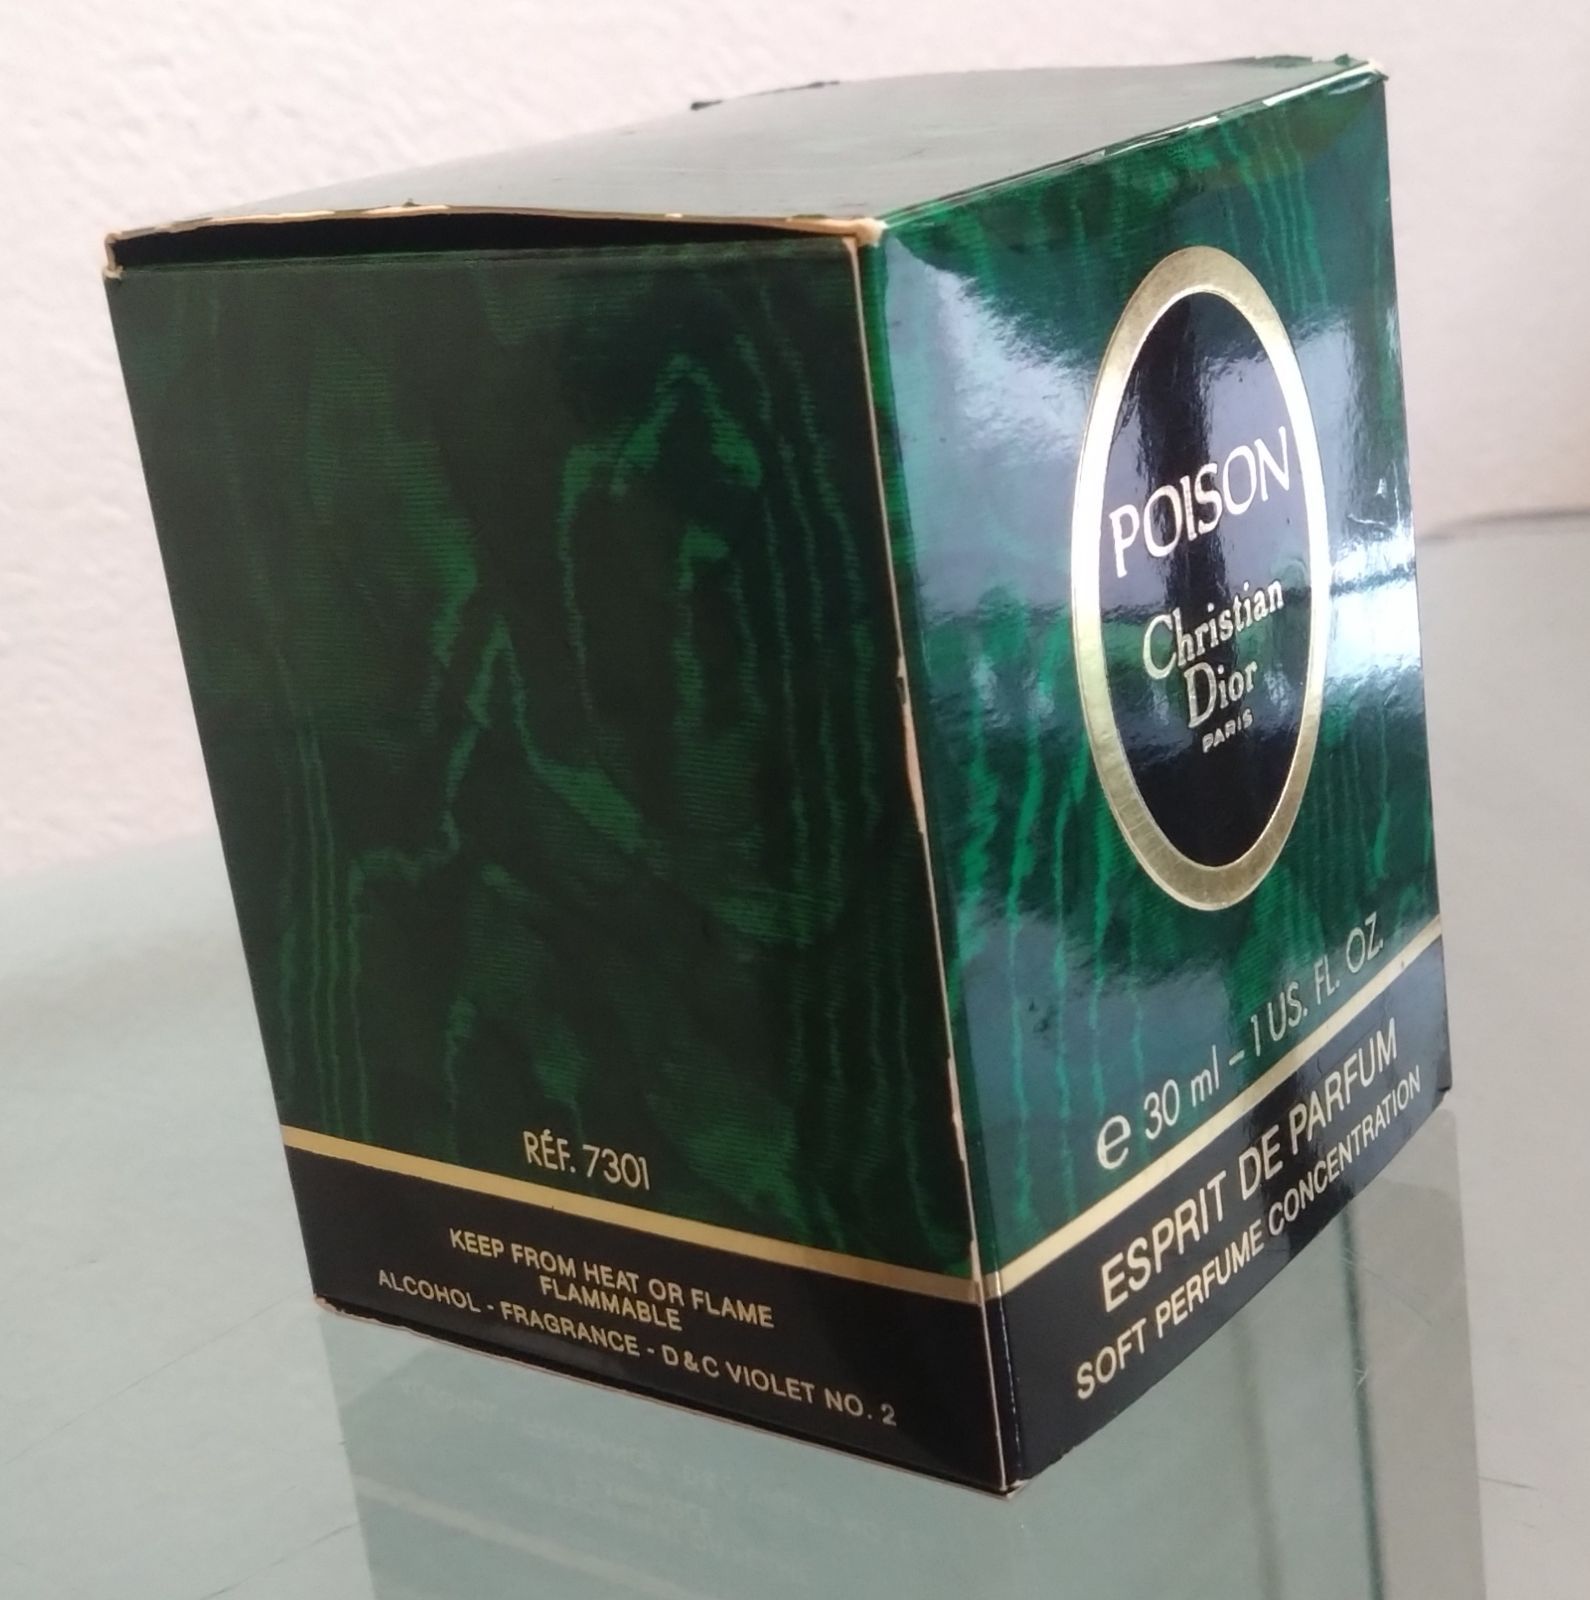 POISON
Christian
Dior
PARIS
e 30 ml – 1 US. FL. OZ.
ESPRIT DE PARFUM
SOFT PERFUME CONCENTRATION
RÉF. 7301
KEEP FROM HEAT OR FLAME
FLAMMABLE
ALCOHOL - FRAGRANCE - D&C VIOLET NO. 2